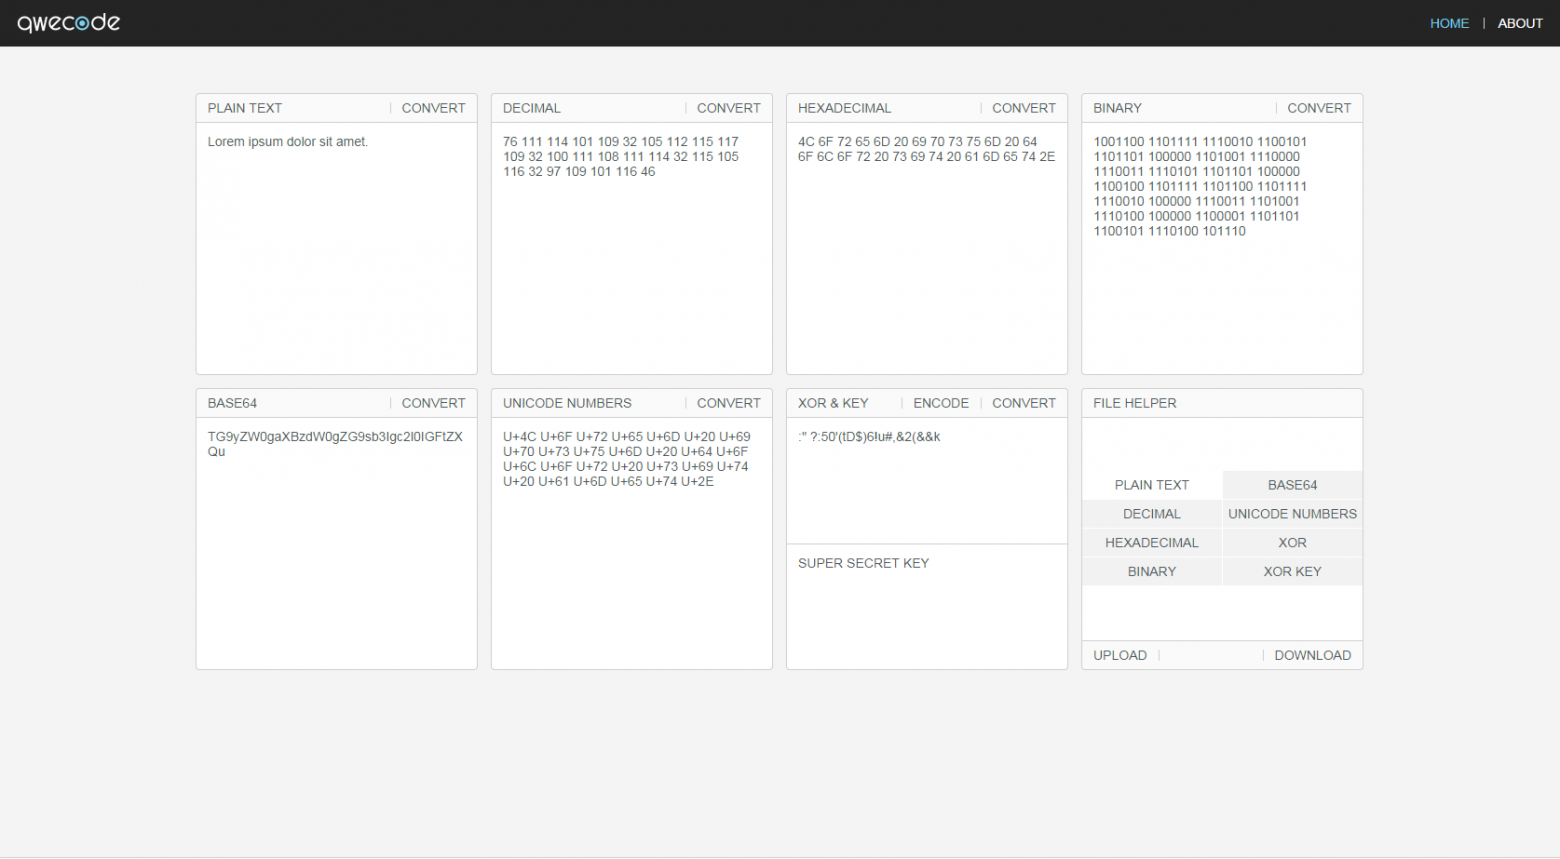 qwecode
HOME | ABOUT
PLAIN TEXT | CONVERT
Lorem ipsum dolor sit amet.
DECIMAL | CONVERT
76 111 114 101 109 32 105 112 115 117
109 32 100 111 108 111 114 32 115 105
116 32 97 109 101 116 46
HEXADECIMAL | CONVERT
4C 6F 72 65 6D 20 69 70 73 75 6D 20 64
6F 6C 6F 72 20 73 69 74 20 61 6D 65 74 2E
BINARY | CONVERT
1001100 1101111 1110010 1100101
1101101 100000 1101001 1110000
1110011 1110101 1101101 100000
1100100 1101111 1101100 1101111
1110010 100000 1110011 1101001
1110100 100000 1100001 1101101
1100101 1110100 101110
BASE64 | CONVERT
TG9yZW0gaXBzdW0gZG9sb3Igc2l0IGFtZX
Qu
UNICODE NUMBERS | CONVERT
U+4C U+6F U+72 U+65 U+6D U+20 U+69
U+70 U+73 U+75 U+6D U+20 U+64 U+6F
U+6C U+6F U+72 U+20 U+73 U+69 U+74
U+20 U+61 U+6D U+65 U+74 U+2E
XOR & KEY | ENCODE | CONVERT
:" ?:50'(tD$)6!u#,&2(&&k
SUPER SECRET KEY
FILE HELPER
PLAIN TEXT BASE64
DECIMAL UNICODE NUMBERS
HEXADECIMAL XOR
BINARY XOR KEY
UPLOAD | | DOWNLOAD